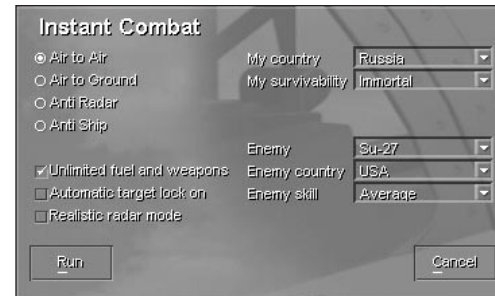 Instant Combat
Air to Air
Air to Ground
Anti Radar
Anti Ship
My country Russia
My survivability Immortal
Enemy Su-27
Enemy country USA
Enemy skill Average
Unlimited fuel and weapons
Automatic target lock on
Realistic radar mode
Run
Cancel